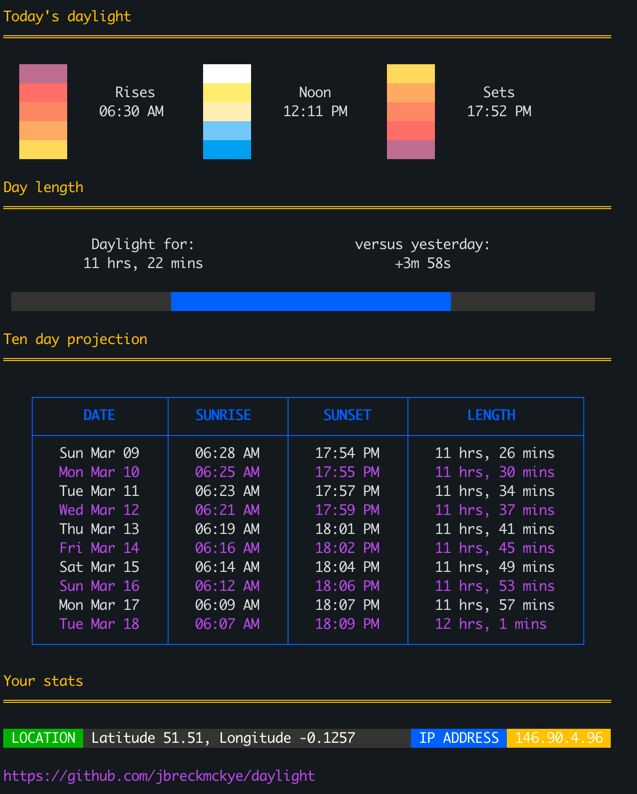 Today's daylight
Rises Noon Sets
06:30 AM 12:11 PM 17:52 PM
Day length
Daylight for: versus yesterday:
11 hrs, 22 mins +3m 58s
Ten day projection
DATE SUNRISE SUNSET LENGTH
Sun Mar 09 06:28 AM 17:54 PM 11 hrs, 26 mins
Mon Mar 10 06:25 AM 17:55 PM 11 hrs, 30 mins
Tue Mar 11 06:23 AM 17:57 PM 11 hrs, 34 mins
Wed Mar 12 06:21 AM 17:59 PM 11 hrs, 37 mins
Thu Mar 13 06:19 AM 18:01 PM 11 hrs, 41 mins
Fri Mar 14 06:16 AM 18:02 PM 11 hrs, 45 mins
Sat Mar 15 06:14 AM 18:04 PM 11 hrs, 49 mins
Sun Mar 16 06:12 AM 18:06 PM 11 hrs, 53 mins
Mon Mar 17 06:09 AM 18:07 PM 11 hrs, 57 mins
Tue Mar 18 06:07 AM 18:09 PM 12 hrs, 1 mins
Your stats
LOCATION Latitude 51.51, Longitude -0.1257 IP ADDRESS 146.90.4.96
https://github.com/jbreckmckye/daylight